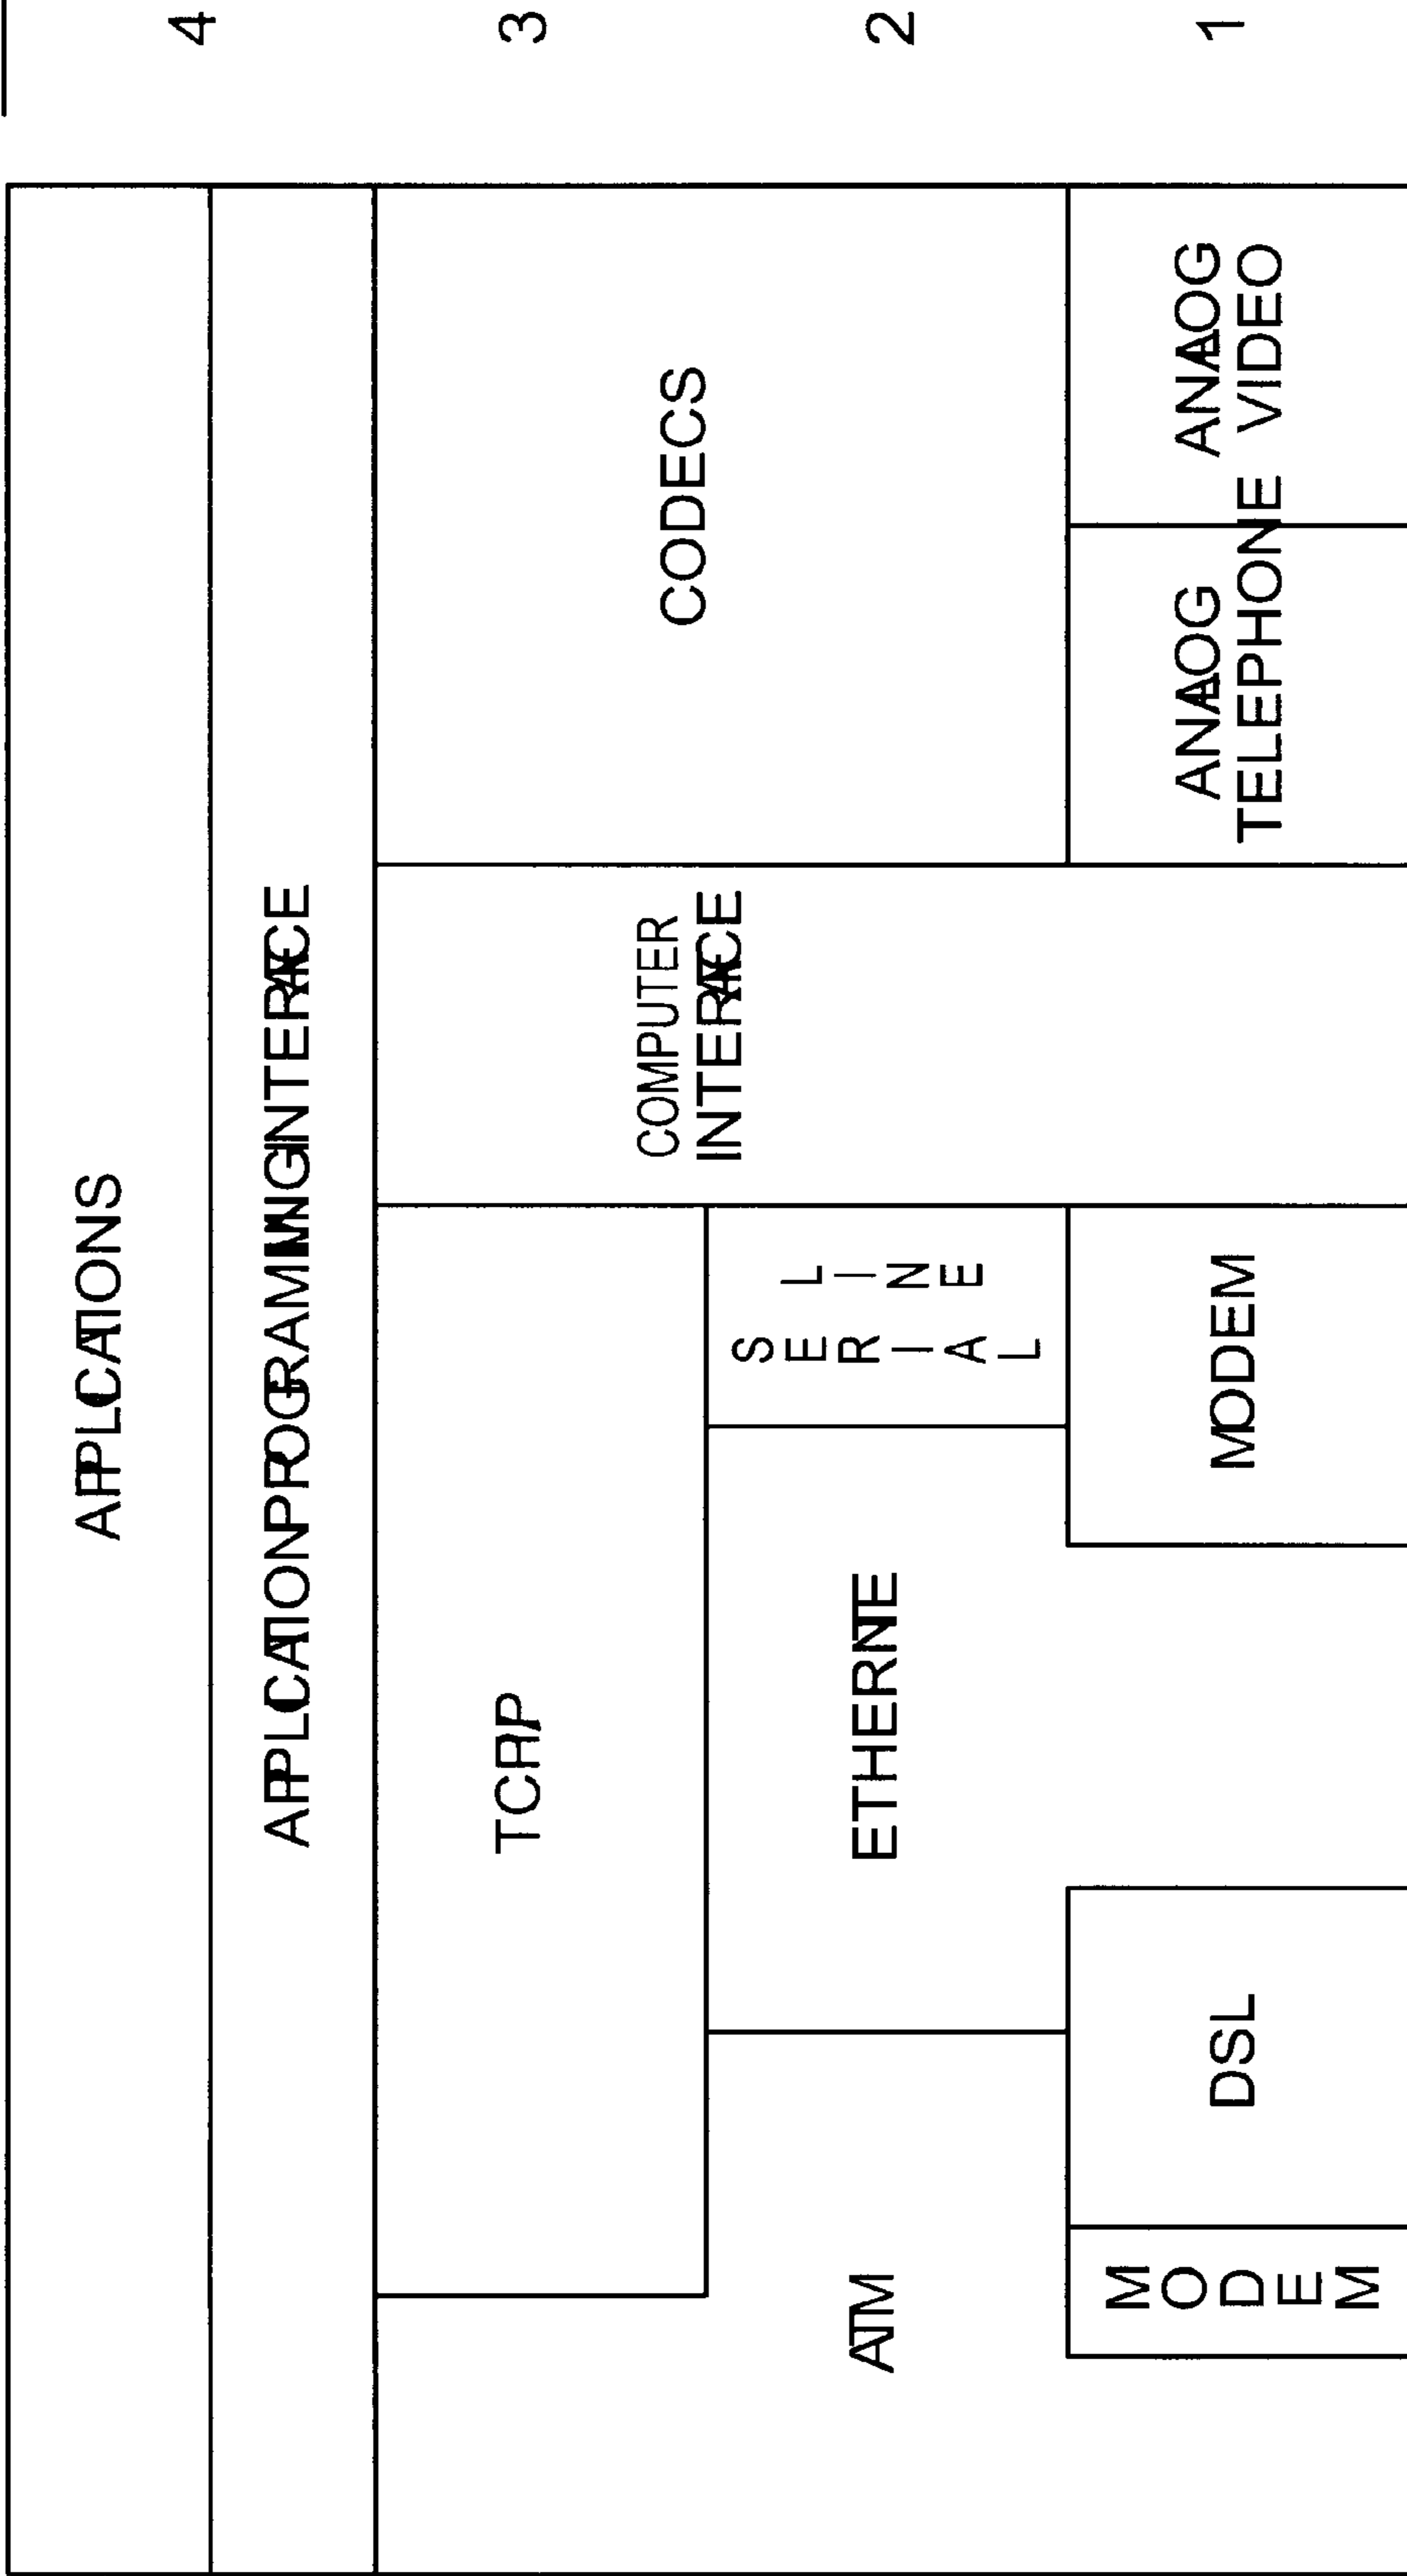 4
APPLICATIONS
APPLICATION PROGRAMMING INTERFACE
3
TCP/IP
COMPUTER
INTERFACE
CODECS
2
ATM
ETHERNET
SERIAL
LINE
1
MODEM
DSL
MODEM
ANALOG
TELEPHONE
ANALOG
VIDEO